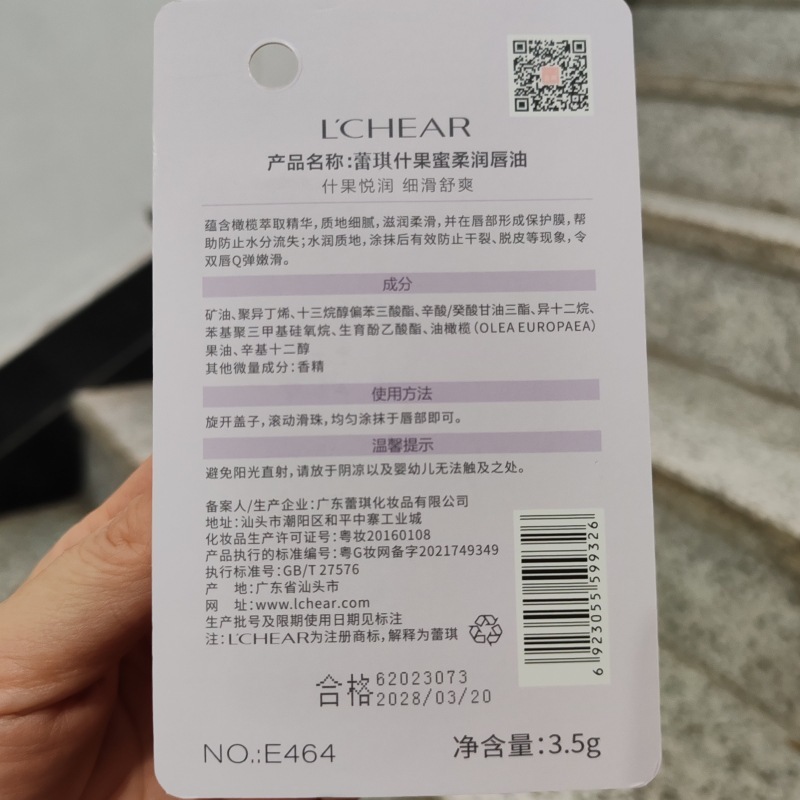 L'CHEAR
产品名称:蕾琪什果蜜柔润唇油
什果悦润 细滑舒爽
蕴含橄榄萃取精华,质地细腻,滋润柔滑,并在唇部形成保护膜,帮
助防止水分流失;水润质地,涂抹后有效防止干裂、脱皮等现象,令
双唇Q弹嫩滑。
成分
矿油、聚异丁烯、十三烷醇偏苯三酸酯、辛酸/癸酸甘油三酯、异十二烷、
苯基聚三甲基硅氧烷、生育酚乙酸酯、油橄榄(OLEA EUROPAEA)
果油、辛基十二醇
其他微量成分:香精
使用方法
旋开盖子,滚动滑珠,均匀涂抹于唇部即可。
温馨提示
避免阳光直射,请放于阴凉以及婴幼儿无法触及之处。
备案人/生产企业:广东蕾琪化妆品有限公司
地址:汕头市潮阳区和平中寨工业城
化妆品生产许可证号:粤妆20160108
产品执行的标准编号:粤G妆网备字2021749349
执行标准号:GB/T 27576
产 地:广东省汕头市
网 址:www.lchear.com
生产批号及限期使用日期见标注
注:L'CHEAR为注册商标,解释为蕾琪
6 923055 599326
合格 62023073
2028/03/20
NO.:E464
净含量:3.5g